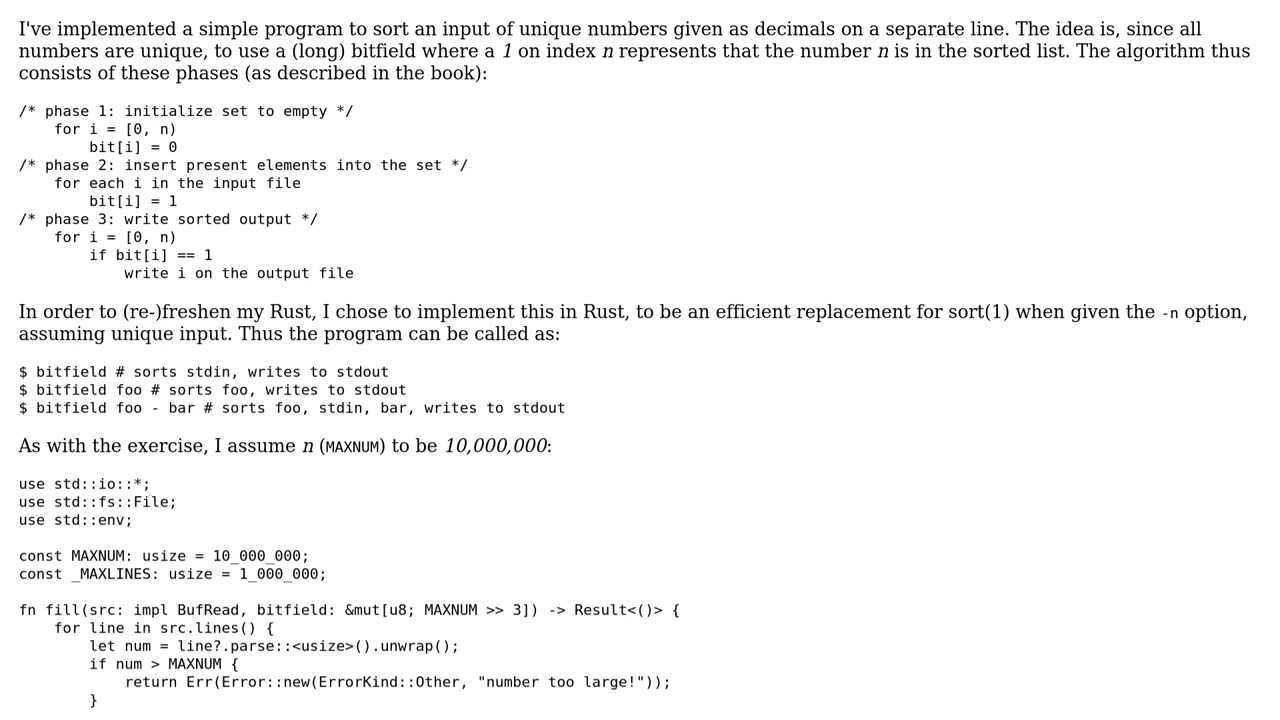 I've implemented a simple program to sort an input of unique numbers given as decimals on a separate line. The idea is, since all
numbers are unique, to use a (long) bitfield where a 1 on index n represents that the number n is in the sorted list. The algorithm thus
consists of these phases (as described in the book):
/* phase 1: initialize set to empty */
    for i = [0, n)
        bit[i] = 0
/* phase 2: insert present elements into the set */
    for each i in the input file
        bit[i] = 1
/* phase 3: write sorted output */
    for i = [0, n)
        if bit[i] == 1
            write i on the output file
In order to (re-)freshen my Rust, I chose to implement this in Rust, to be an efficient replacement for sort(1) when given the -n option,
assuming unique input. Thus the program can be called as:
$ bitfield # sorts stdin, writes to stdout
$ bitfield foo # sorts foo, writes to stdout
$ bitfield foo - bar # sorts foo, stdin, bar, writes to stdout
As with the exercise, I assume n (MAXNUM) to be 10,000,000:
use std::io::*;
use std::fs::File;
use std::env;
const MAXNUM: usize = 10_000_000;
const _MAXLINES: usize = 1_000_000;
fn fill(src: impl BufRead, bitfield: &mut[u8; MAXNUM >> 3]) -> Result<()> {
    for line in src.lines() {
        let num = line?.parse::<usize>().unwrap();
        if num > MAXNUM {
            return Err(Error::new(ErrorKind::Other, "number too large!"));
        }